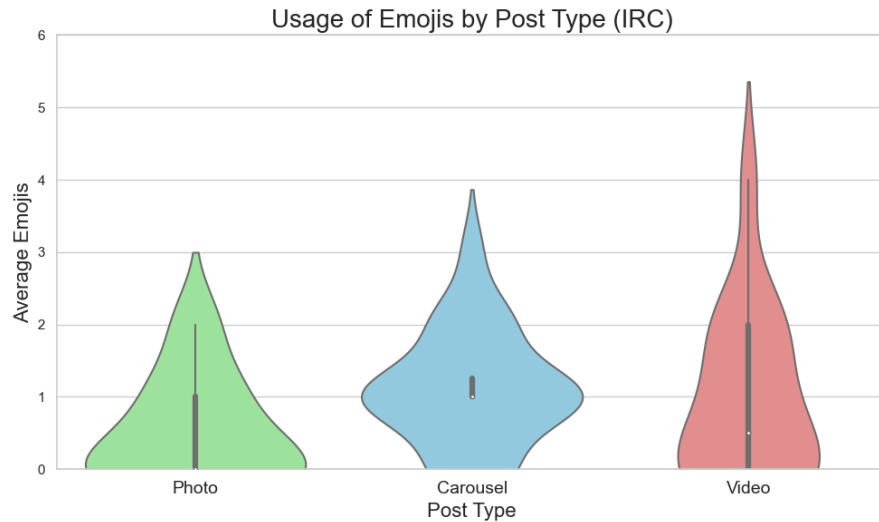 Usage of Emojis by Post Type (IRC)
6
5
4
3
2
1
0
Average Emojis
Photo
Carousel
Video
Post Type